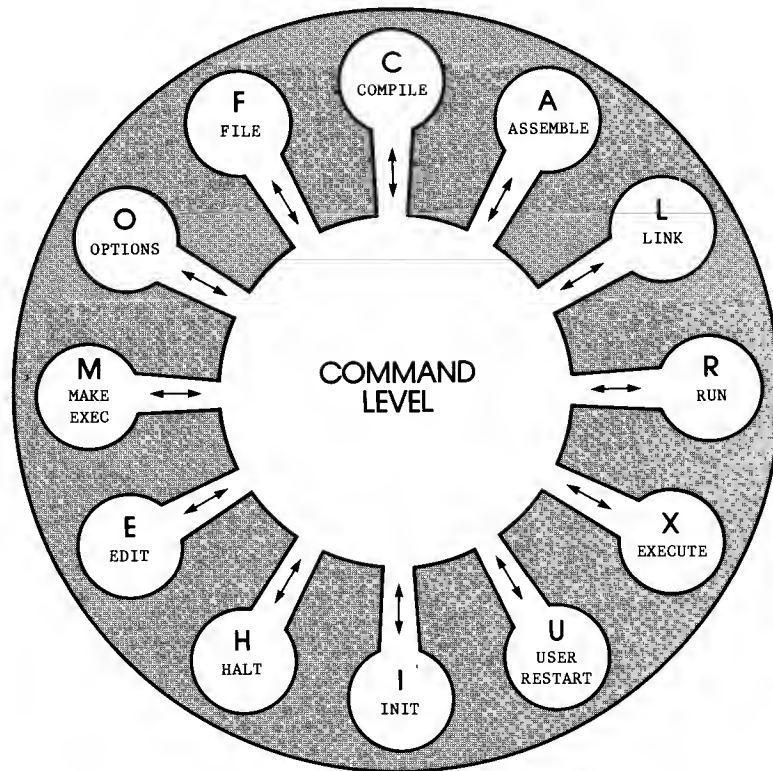 C
COMPILE
A
ASSEMBLE
L
LINK
R
RUN
X
EXECUTE
U
USER
RESTART
I
INIT
H
HALT
E
EDIT
M
MAKE
EXEC
O
OPTIONS
F
FILE
COMMAND
LEVEL